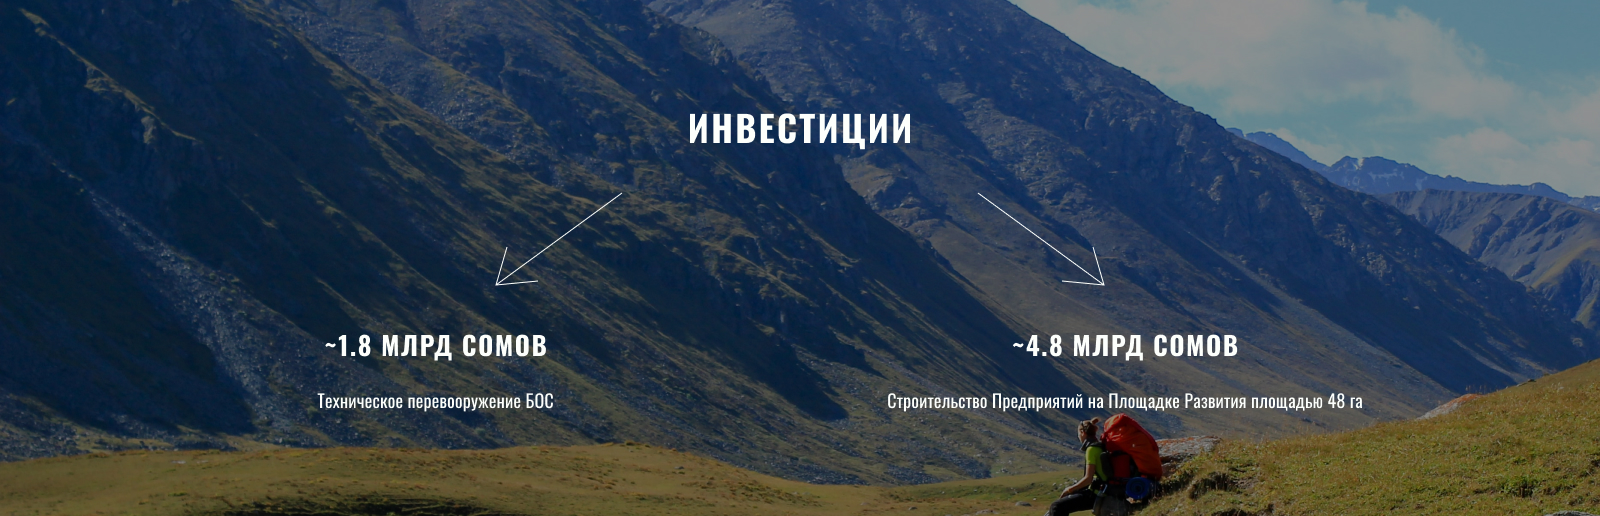 ИНВЕСТИЦИИ
~1.8 МЛРД СОМОВ
Техническое перевооружение БОС
~4.8 МЛРД СОМОВ
Строительство Предприятий на Площадке Развития площадью 48 га